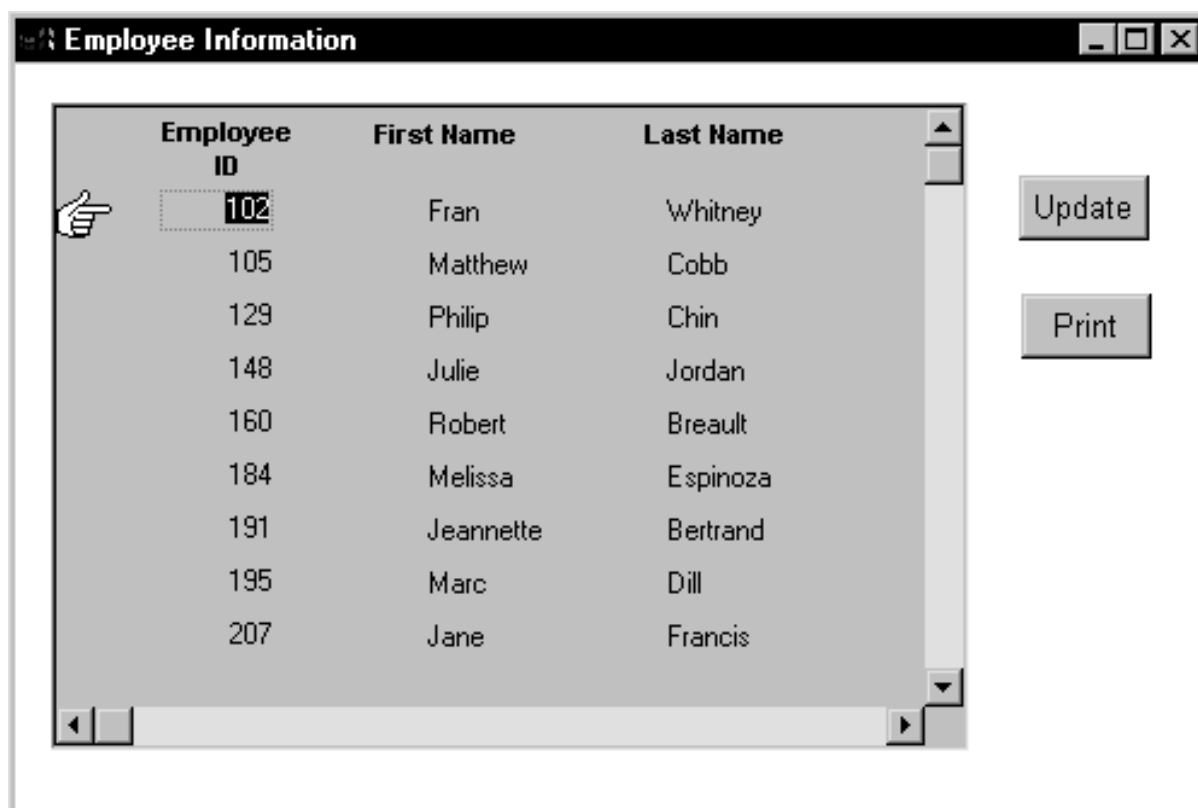 Employee Information
Employee ID First Name Last Name
102 Fran Whitney
105 Matthew Cobb
129 Philip Chin
148 Julie Jordan
160 Robert Breault
184 Melissa Espinoza
191 Jeannette Bertrand
195 Marc Dill
207 Jane Francis
Update
Print